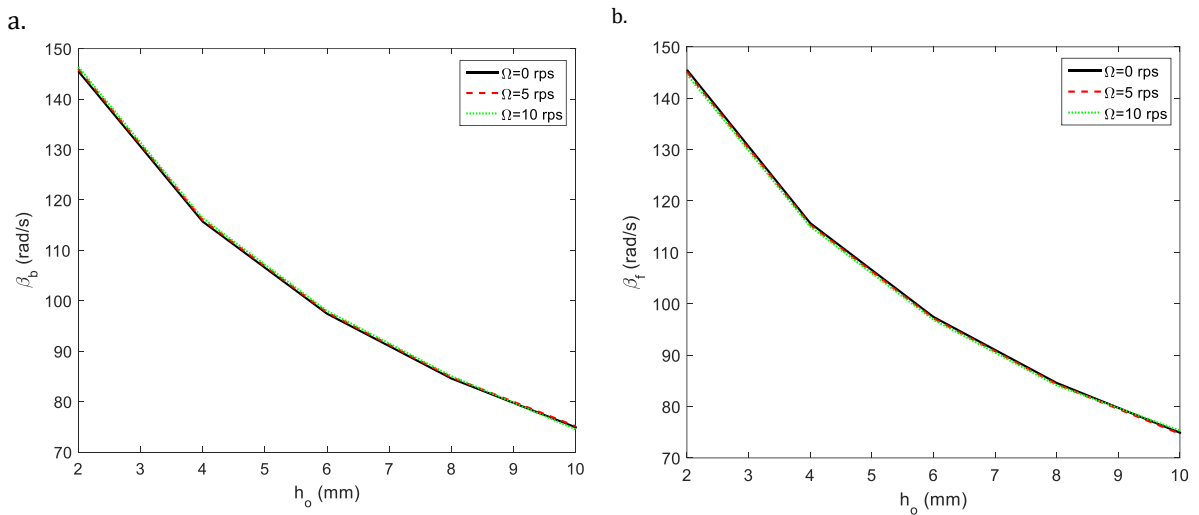 a.
150
140
130
120
110
100
90
80
70
β_b (rad/s)
2 3 4 5 6 7 8 9 10
h_o (mm)
Ω=0 rps
Ω=5 rps
Ω=10 rps
b.
150
140
130
120
110
100
90
80
70
β_f (rad/s)
2 3 4 5 6 7 8 9 10
h_o (mm)
Ω=0 rps
Ω=5 rps
Ω=10 rps